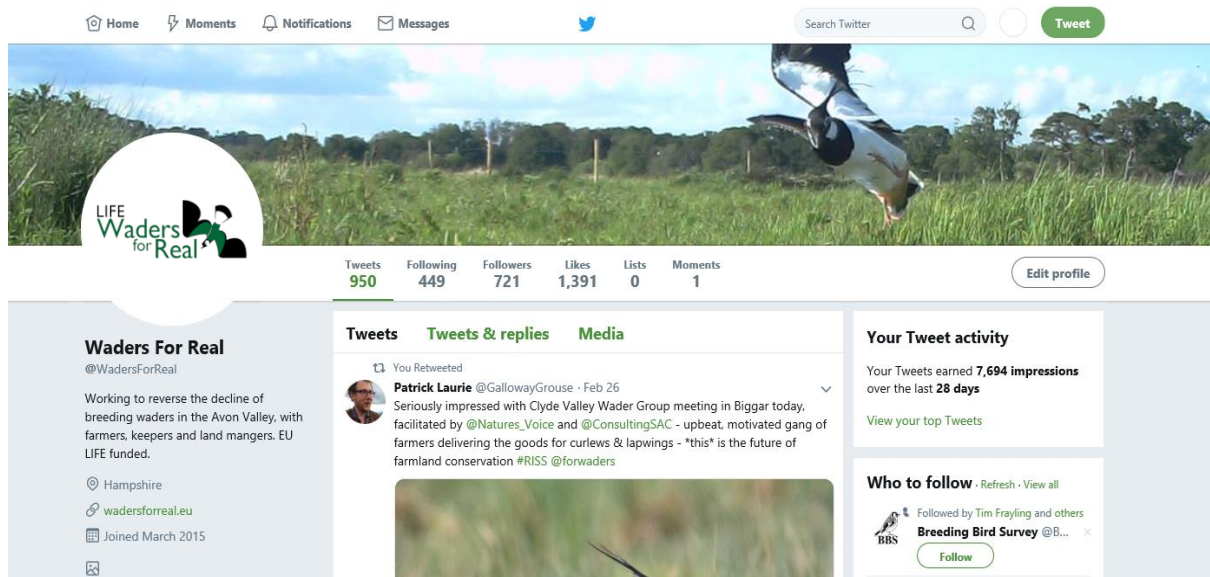 Home
Moments
Notifications
Messages
Search Twitter
Tweet
LIFE
Waders
for
Real
Tweets
950
Following
449
Followers
721
Likes
1,391
Lists
0
Moments
1
Edit profile
Waders For Real
@WadersForReal
Working to reverse the decline of
breeding waders in the Avon Valley, with
farmers, keepers and land mangers. EU
LIFE funded.
Hampshire
wadersforreal.eu
Joined March 2015
Tweets
Tweets & replies
Media
You Retweeted
Patrick Laurie @GallowayGrouse · Feb 26
Seriously impressed with Clyde Valley Wader Group meeting in Biggar today,
facilitated by @Natures_Voice and @ConsultingSAC - upbeat, motivated gang of
farmers delivering the goods for curlews & lapwings - *this* is the future of
farmland conservation #RISS @forwaders
Your Tweet activity
Your Tweets earned 7,694 impressions
over the last 28 days
View your top Tweets
Who to follow · Refresh · View all
Followed by Tim Frayling and others
BBS
Breeding Bird Survey @B...
Follow